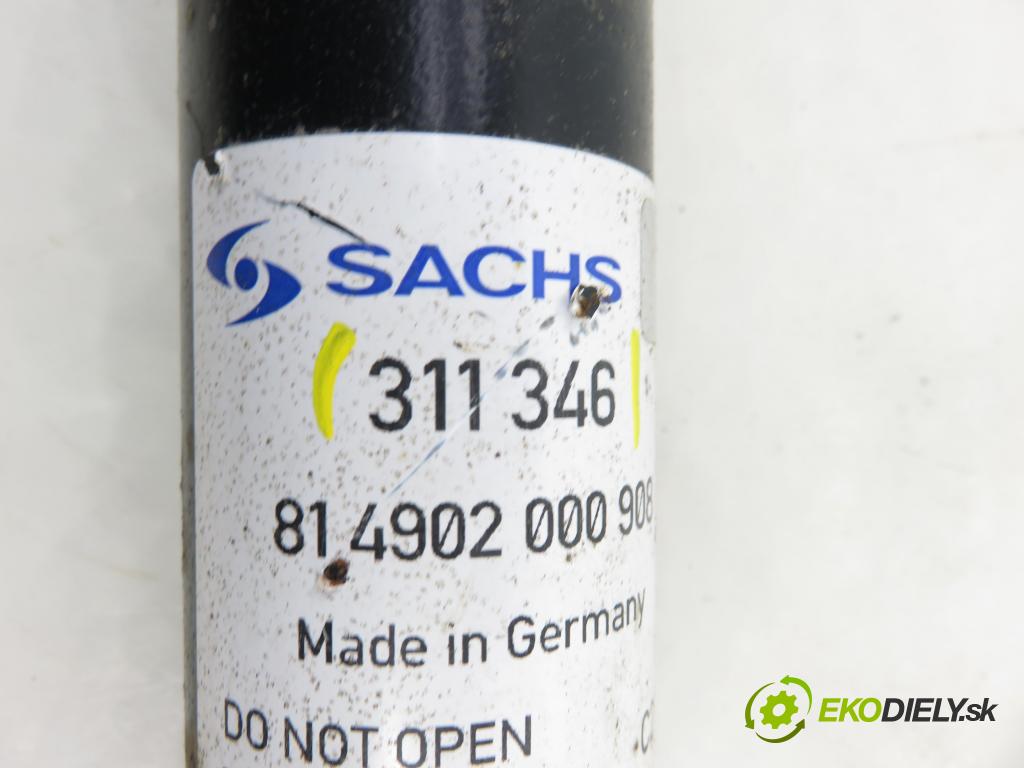 SACHS
311 346
81 4902 000 908
Made in Germany
DO NOT OPEN
EKODIELY.sk